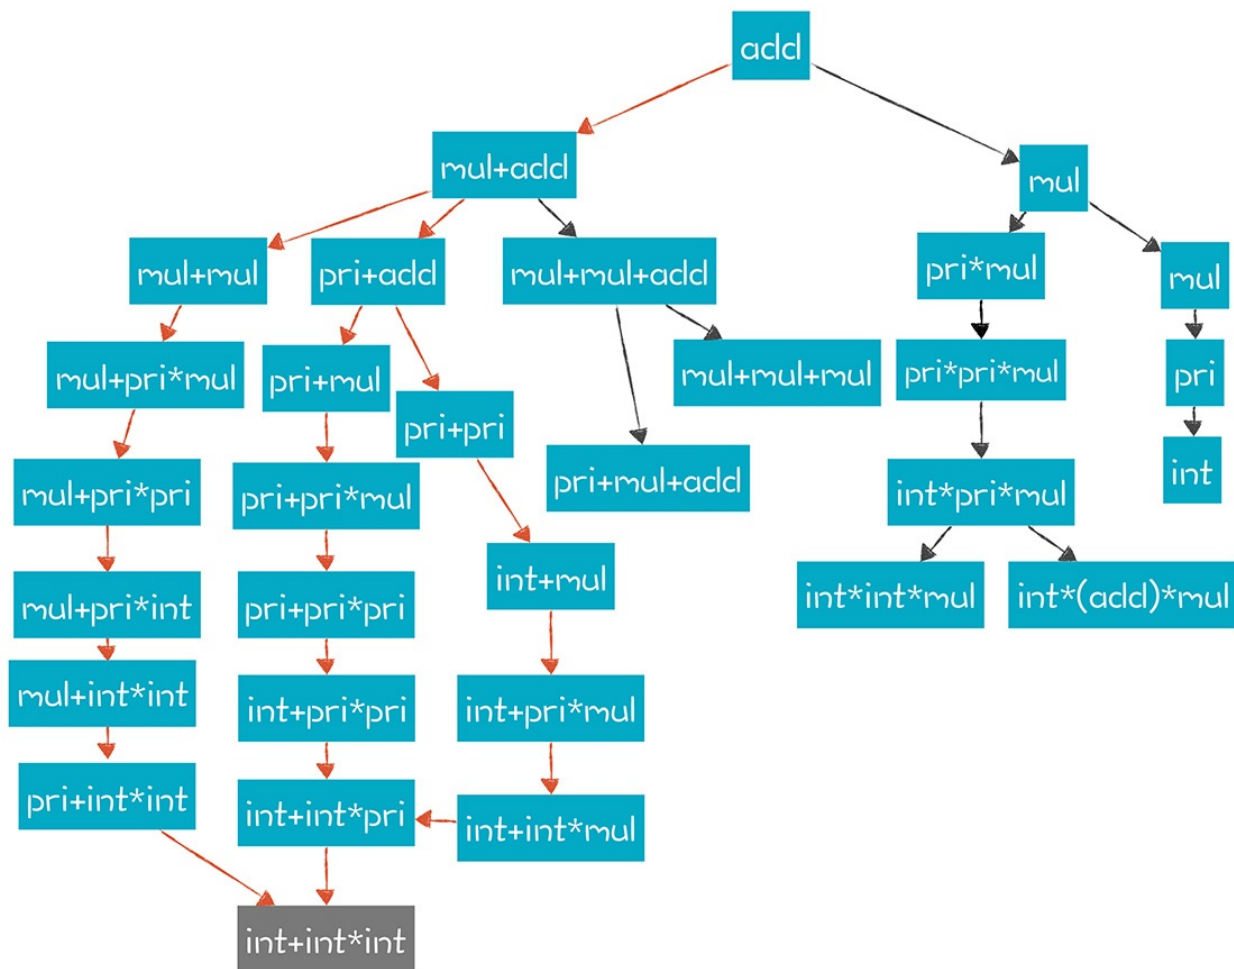 add
mul+add
mul
mul+mul
pri+add
mul+mul+add
pri*mul
mul
mul+pri*mul
pri+mul
pri+pri
mul+mul+mul
pri*pri*mul
pri
mul+pri*pri
pri+pri*mul
pri+mul+add
int*pri*mul
int
mul+pri*int
pri+pri*pri
int+mul
int*int*mul
int*(add)*mul
mul+int*int
int+pri*pri
int+pri*mul
pri+int*int
int+int*pri
int+int*mul
int+int*int